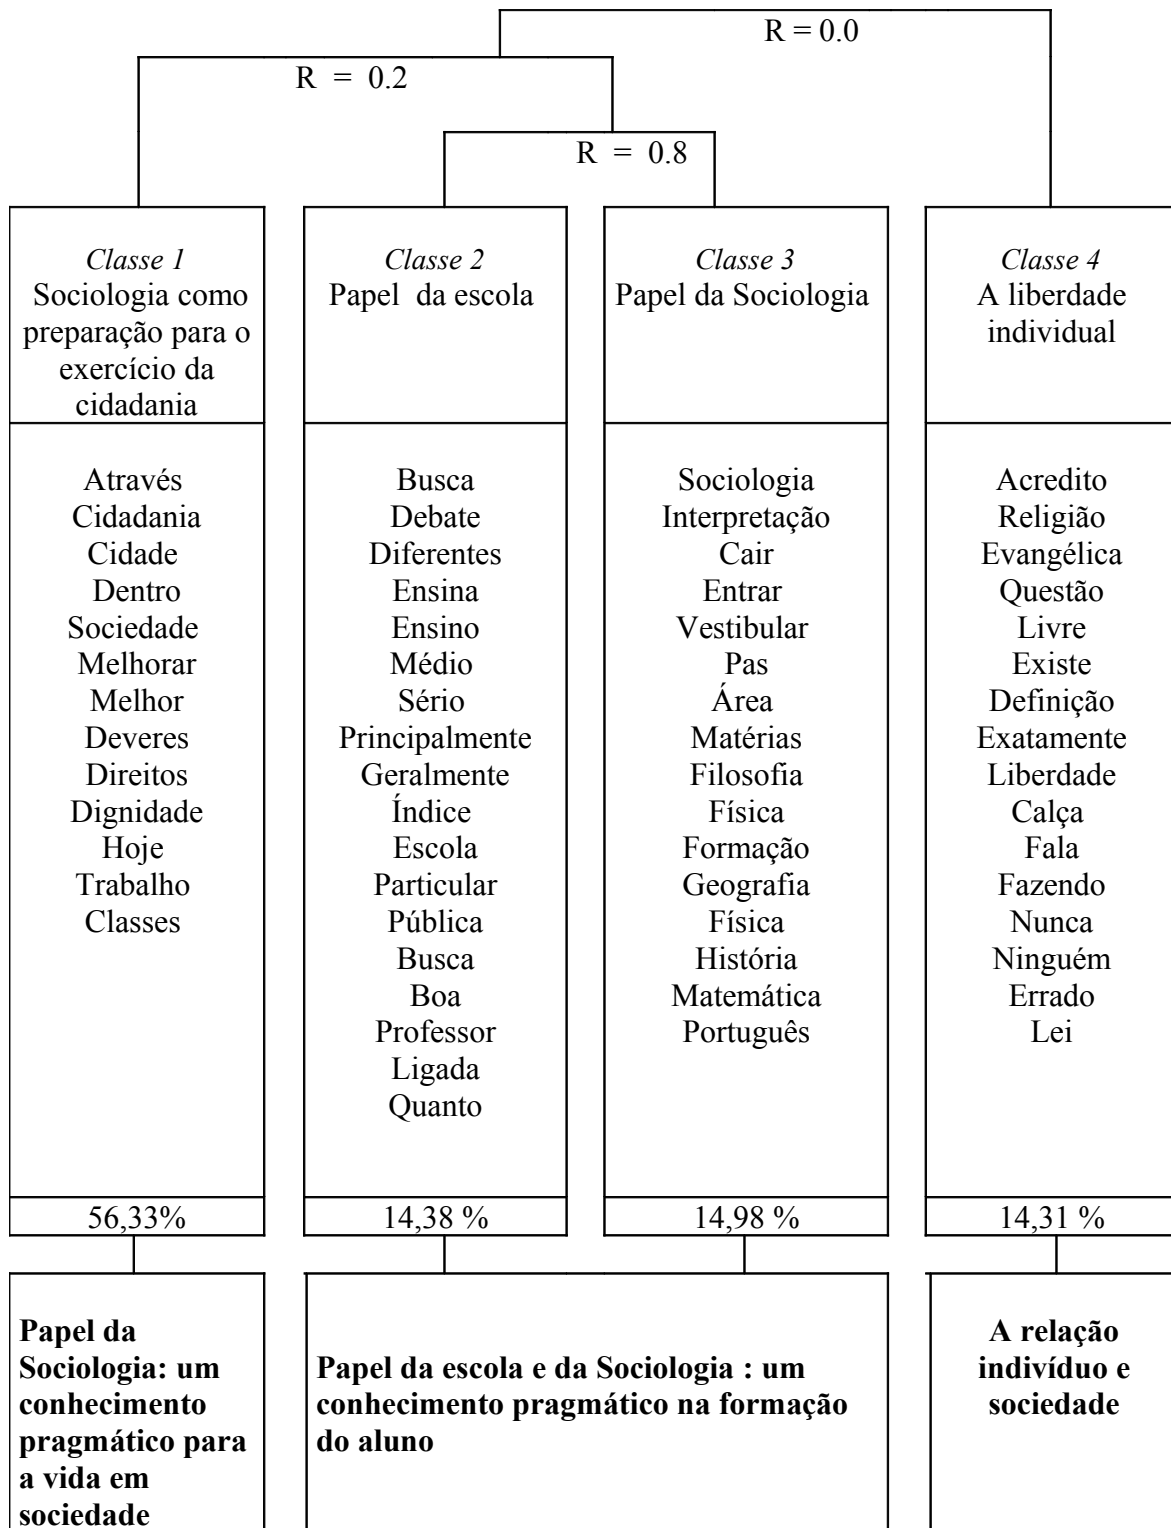 R = 0.0
R = 0.2
R = 0.8
Classe 1
Sociologia como
preparação para o
exercício da
cidadania
Classe 2
Papel da escola
Classe 3
Papel da Sociologia
Classe 4
A liberdade
individual
Através
Cidadania
Cidade
Dentro
Sociedade
Melhorar
Melhor
Deveres
Direitos
Dignidade
Hoje
Trabalho
Classes
Busca
Debate
Diferentes
Ensina
Ensino
Médio
Sério
Principalmente
Geralmente
Índice
Escola
Particular
Pública
Busca
Boa
Professor
Ligada
Quanto
Sociologia
Interpretação
Cair
Entrar
Vestibular
Pas
Área
Matérias
Filosofia
Física
Formação
Geografia
Física
História
Matemática
Português
Acredito
Religião
Evangélica
Questão
Livre
Existe
Definição
Exatamente
Liberdade
Calça
Fala
Fazendo
Nunca
Ninguém
Errado
Lei
56,33%
14,38 %
14,98 %
14,31 %
Papel da
Sociologia: um
conhecimento
pragmático para
a vida em
sociedade
Papel da escola e da Sociologia : um
conhecimento pragmático na formação
do aluno
A relação
indivíduo e
sociedade